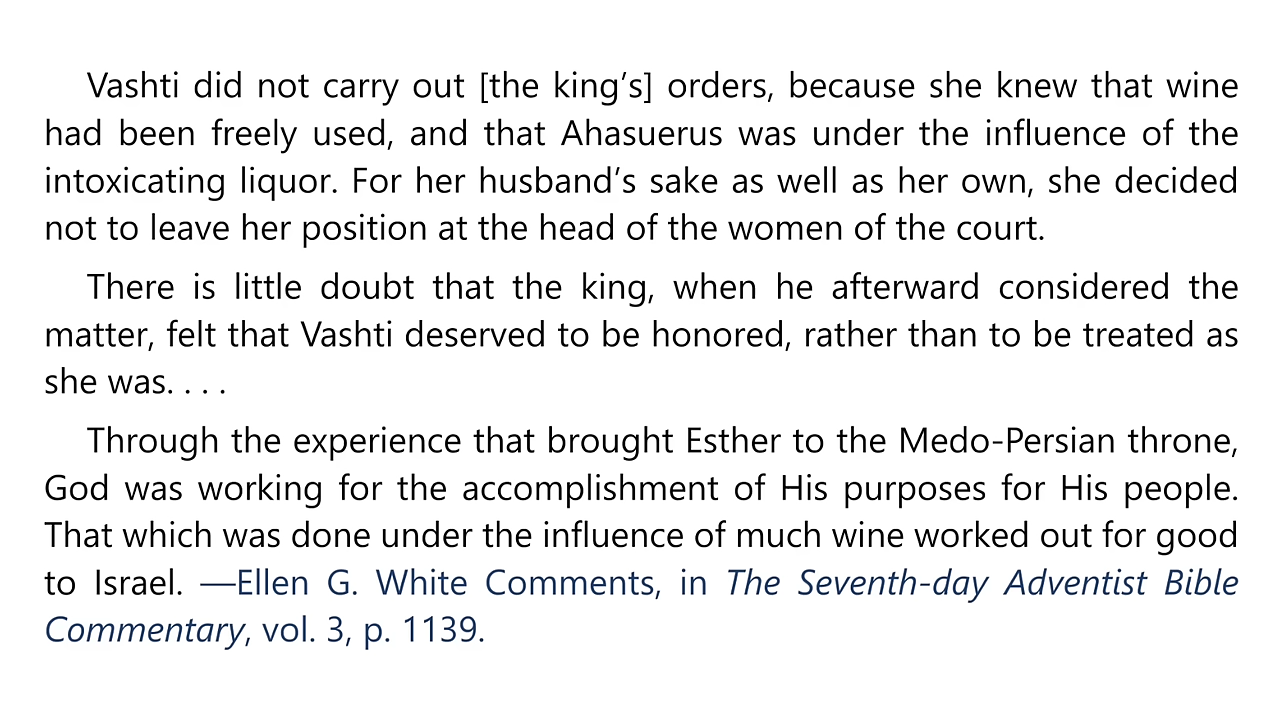 Vashti did not carry out [the king’s] orders, because she knew that wine
had been freely used, and that Ahasuerus was under the influence of the
intoxicating liquor. For her husband’s sake as well as her own, she decided
not to leave her position at the head of the women of the court.
There is little doubt that the king, when he afterward considered the
matter, felt that Vashti deserved to be honored, rather than to be treated as
she was. . . .
Through the experience that brought Esther to the Medo-Persian throne,
God was working for the accomplishment of His purposes for His people.
That which was done under the influence of much wine worked out for good
to Israel. —Ellen G. White Comments, in The Seventh-day Adventist Bible
Commentary, vol. 3, p. 1139.